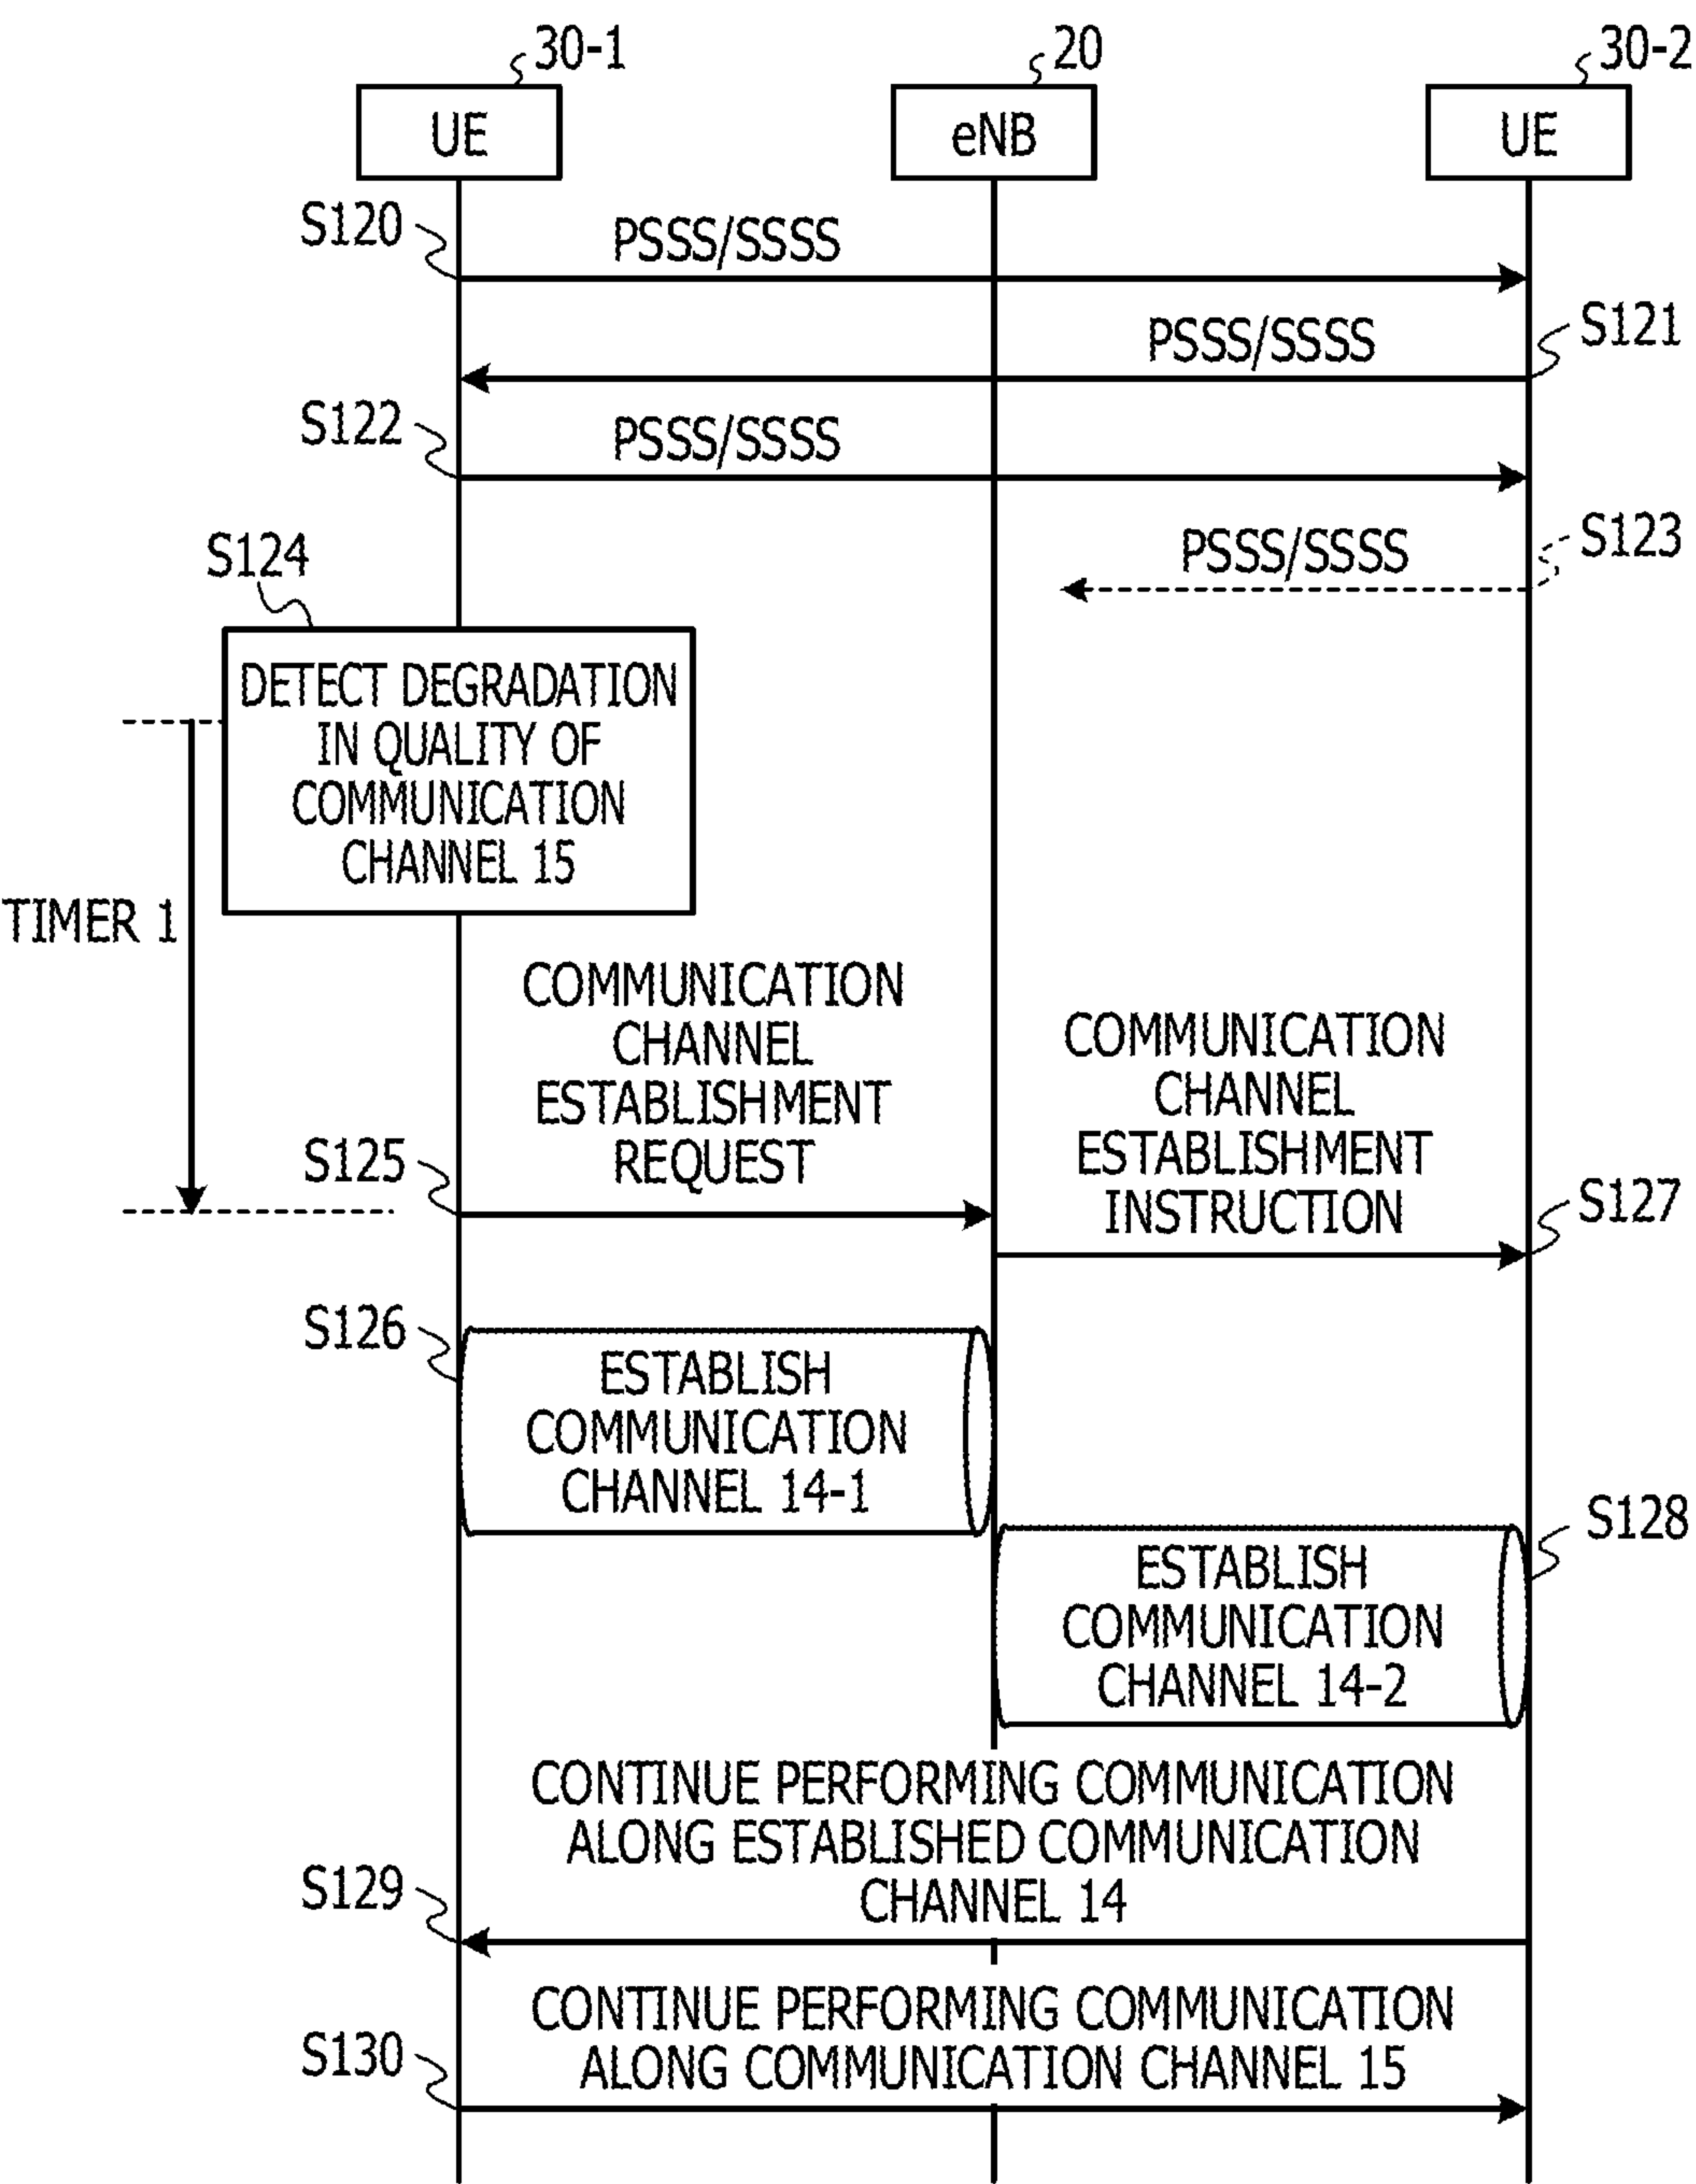 30-1
20
30-2
UE
eNB
UE
S120
PSSS/SSSS
PSSS/SSSS
S121
S122
PSSS/SSSS
PSSS/SSSS
S123
S124
DETECT DEGRADATION
IN QUALITY OF
COMMUNICATION
CHANNEL 15
TIMER 1
COMMUNICATION
CHANNEL
ESTABLISHMENT
REQUEST
S125
COMMUNICATION
CHANNEL
ESTABLISHMENT
INSTRUCTION
S127
S126
ESTABLISH
COMMUNICATION
CHANNEL 14-1
S128
ESTABLISH
COMMUNICATION
CHANNEL 14-2
CONTINUE PERFORMING COMMUNICATION
ALONG ESTABLISHED COMMUNICATION
CHANNEL 14
S129
CONTINUE PERFORMING COMMUNICATION
ALONG COMMUNICATION CHANNEL 15
S130